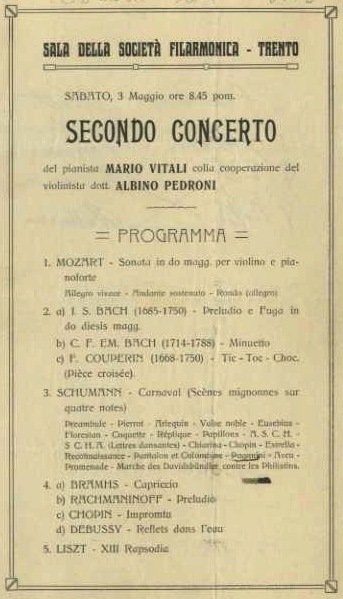 SALA DELLA SOCIETÀ FILARMONICA - TRENTO
SABATO, 3 Maggio ore 8.45 pom.
SECONDO CONCERTO
del pianista MARIO VITALI colla cooperazione del
violinista dott. ALBINO PEDRONI
= PROGRAMMA =
1. MOZART - Sonata in do magg. per violino e pia-
noforte
Allegro vivace - Andante sostenuto - Rondò (allegro)
2. a) J. S. BACH (1685-1750) - Preludio e Fuga in
do diesis magg.
b) C. F. EM. BACH (1714-1788) - Minuetto
c) F. COUPERIN (1668-1750) - Tic - Toc - Choc.
(Pièce croisée).
3. SCHUMANN - Carnaval (Scènes mignonnes sur
quatre notes)
Preambule - Pierrot - Arlequin - Valse noble - Eusebius -
Florestan - Coquette - Réplique - Papillons - A. S. C. H. -
S. C. H. A. (Lettres dansantes) - Chiarina - Chopin - Estrella -
Reconnaissance - Pantalon et Colombine - Paganini - Aveu -
Promenade - Marche des Davidsbündler contre les Philistins.
4. a) BRAMHS - Capriccio
b) RACHMANINOFF - Preludio
c) CHOPIN - Impromtu
d) DEBUSSY - Reflets dans l'eau
5. LISZT - XIII Rapsodia